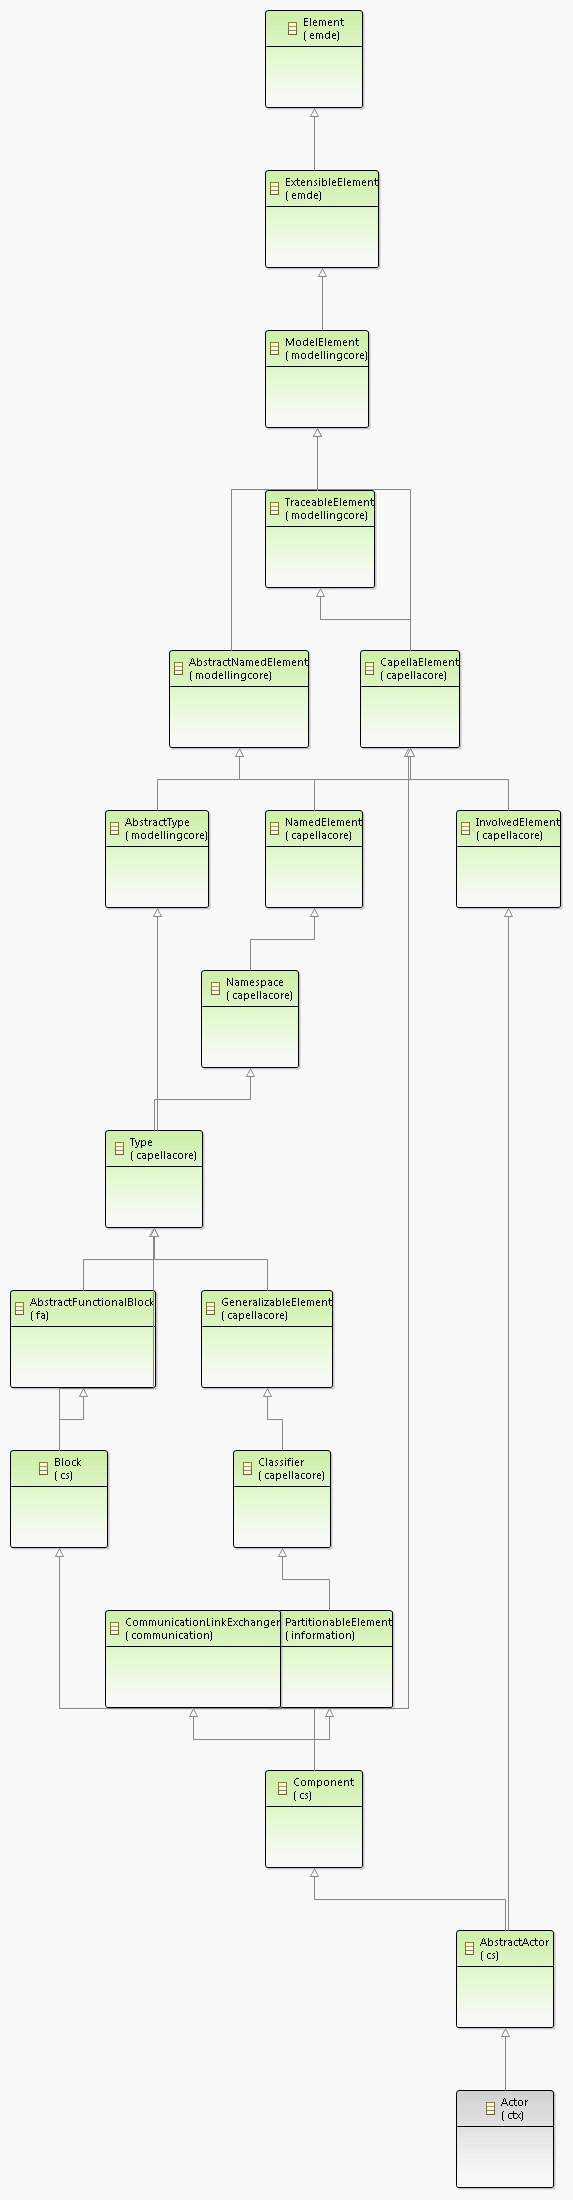 Element
( emde)
ExtensibleElement
( emde)
ModelElement
( modellingcore)
TraceableElement
( modellingcore)
AbstractNamedElement
( modellingcore)
CapellaElement
( capellacore)
AbstractType
( modellingcore)
NamedElement
( capellacore)
InvolvedElement
( capellacore)
Namespace
( capellacore)
Type
( capellacore)
AbstractFunctionalBlock
( fa)
GeneralizableElement
( capellacore)
Block
( cs)
Classifier
( capellacore)
CommunicationLinkExchanger
( communication)
PartitionableElement
( information)
Component
( cs)
AbstractActor
( cs)
Actor
( ctx)